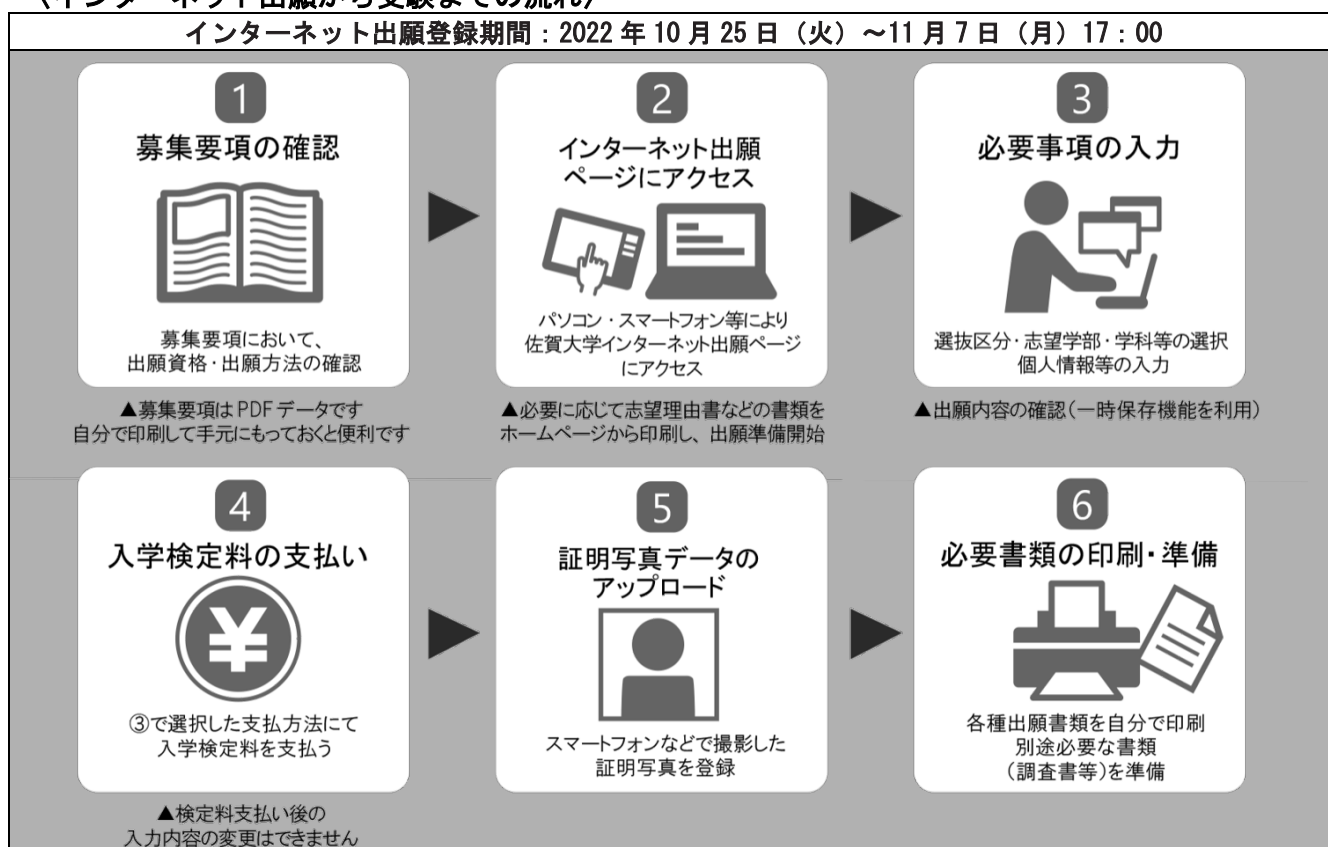 〈インターネット出願から受験までの流れ〉
インターネット出願登録期間：2022年10月25日（火）～11月7日（月）17：00
1
募集要項の確認
募集要項において、
出願資格・出願方法の確認
▲募集要項はPDFデータです
自分で印刷して手元にもっておくと便利です
2
インターネット出願
ページにアクセス
パソコン・スマートフォン等により
佐賀大学インターネット出願ページ
にアクセス
▲必要に応じて志望理由書などの書類を
ホームページから印刷し、出願準備開始
3
必要事項の入力
選抜区分・志望学部・学科等の選択
個人情報等の入力
▲出願内容の確認（一時保存機能を利用）
4
入学検定料の支払い
¥
③で選択した支払方法にて
入学検定料を支払う
▲検定料支払い後の
入力内容の変更はできません
5
証明写真データの
アップロード
スマートフォンなどで撮影した
証明写真を登録
6
必要書類の印刷・準備
各種出願書類を自分で印刷
別途必要な書類
（調査書等）を準備